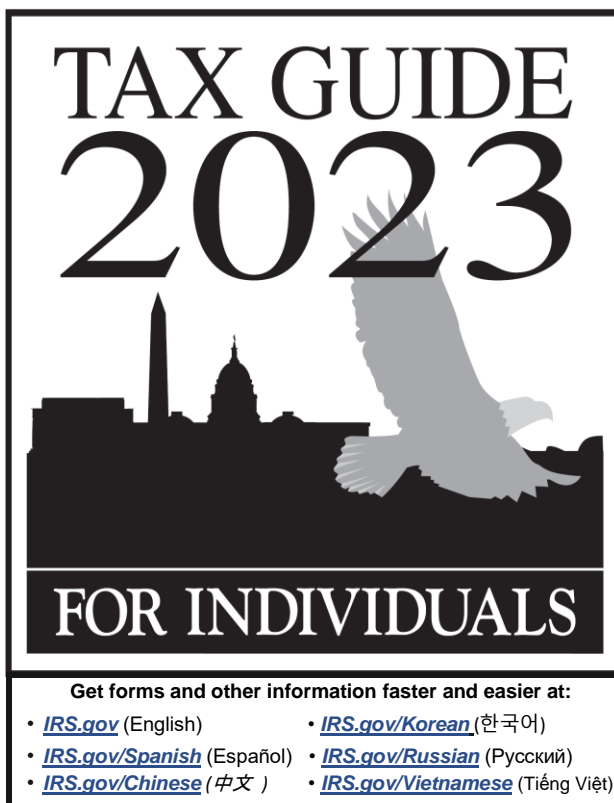 TAX GUIDE
2023
FOR INDIVIDUALS
Get forms and other information faster and easier at:
• IRS.gov (English)
• IRS.gov/Korean (한국어)
• IRS.gov/Spanish (Español)
• IRS.gov/Russian (Pусский)
• IRS.gov/Chinese (中文 )
• IRS.gov/Vietnamese (Tiếng Việt)